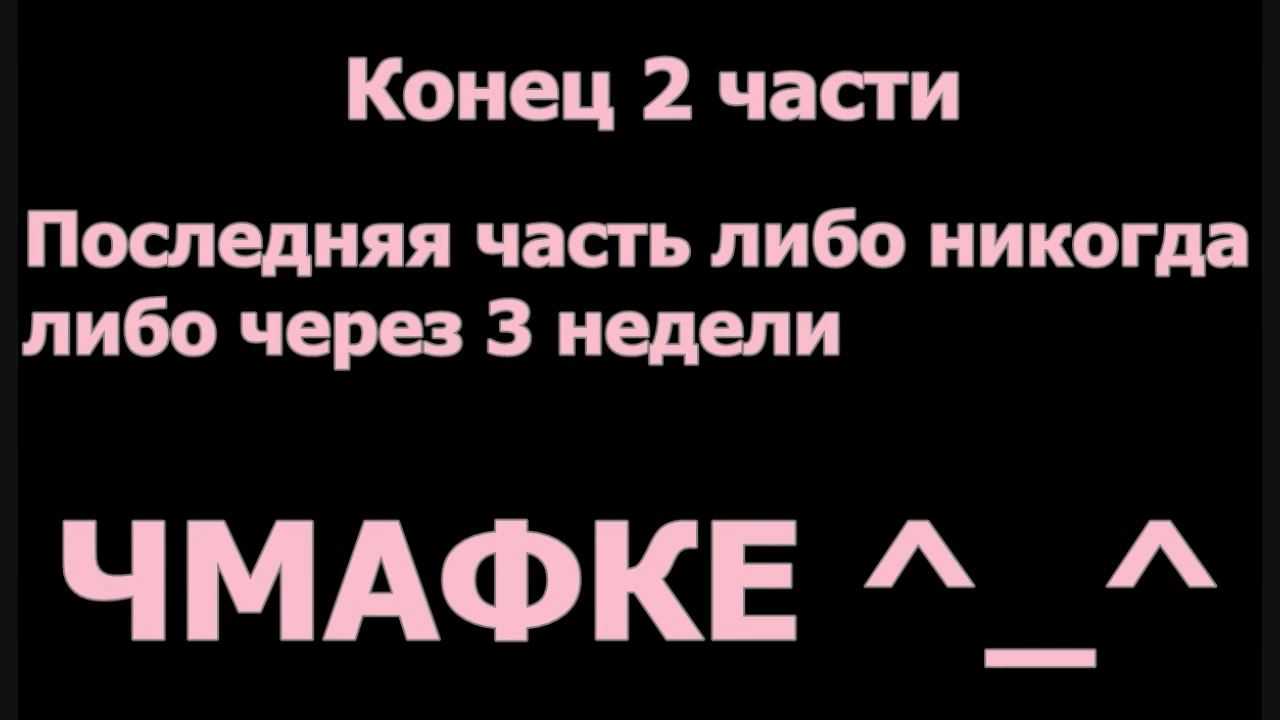 Конец 2 части
Последняя часть либо никогда
либо через 3 недели
ЧМАФКЕ ^_^